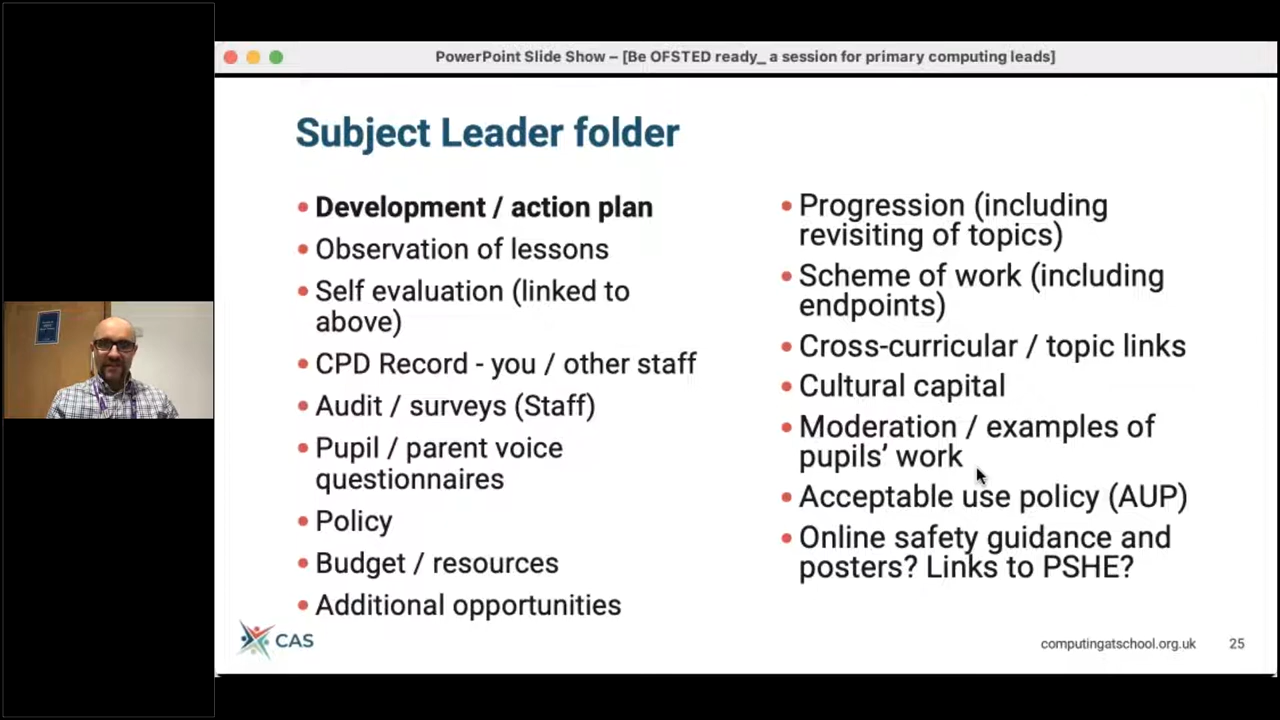 PowerPoint Slide Show – [Be OFSTED ready_ a session for primary computing leads]
Subject Leader folder
• Development / action plan
• Observation of lessons
• Self evaluation (linked to
above)
• CPD Record - you / other staff
• Audit / surveys (Staff)
• Pupil / parent voice
questionnaires
• Policy
• Budget / resources
• Additional opportunities
• Progression (including
revisiting of topics)
• Scheme of work (including
endpoints)
• Cross-curricular / topic links
• Cultural capital
• Moderation / examples of
pupils’ work
• Acceptable use policy (AUP)
• Online safety guidance and
posters? Links to PSHE?
CAS
computingatschool.org.uk
25